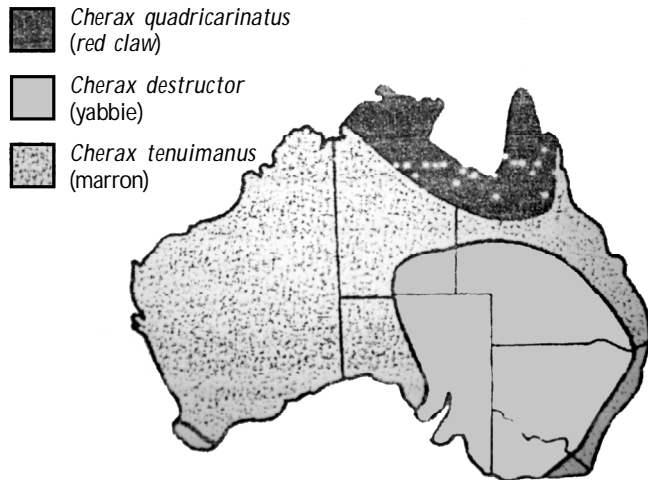 Cherax quadricarinatus
(red claw)
Cherax destructor
(yabbie)
Cherax tenuimanus
(marron)